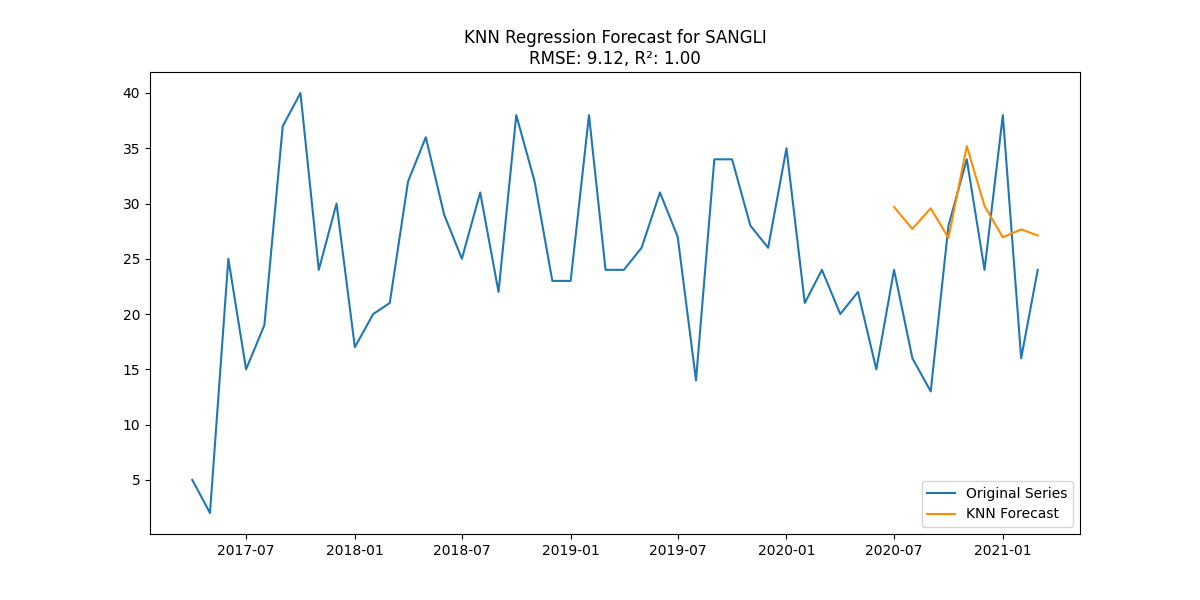 KNN Regression Forecast for SANGLI
RMSE: 9.12, R²: 1.00
40
35
30
25
20
15
10
5
2017-07 2018-01 2018-07 2019-01 2019-07 2020-01 2020-07 2021-01
Original Series
KNN Forecast